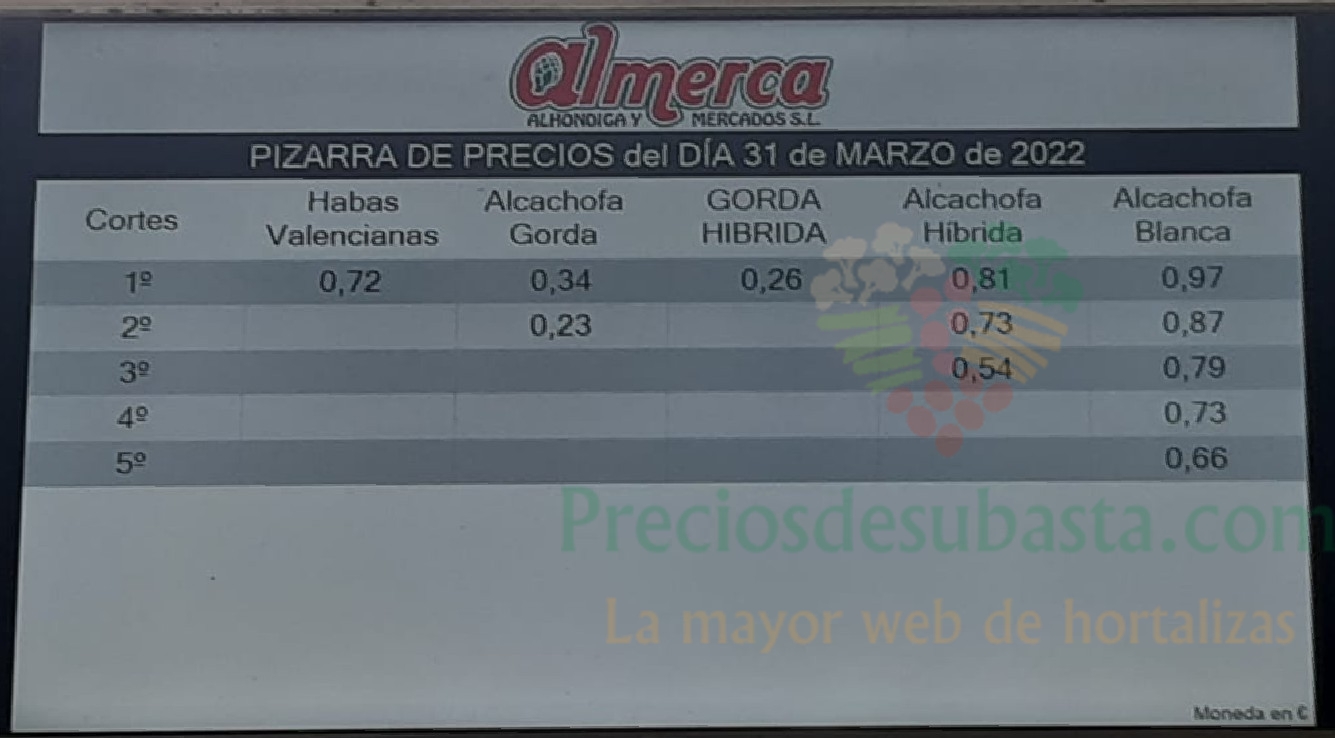 almerca
ALHONDIGA Y MERCADOS S.L.
PIZARRA DE PRECIOS del DÍA 31 de MARZO de 2022
Cortes Habas Valencianas Alcachofa Gorda GORDA HIBRIDA Alcachofa Híbrida Alcachofa Blanca
1º 0,72 0,34 0,26 0,81 0,97
2º 0,23 0,73 0,87
3º 0,54 0,79
4º 0,73
5º 0,66
Preciosdesubasta.com
La mayor web de hortalizas
Moneda en €